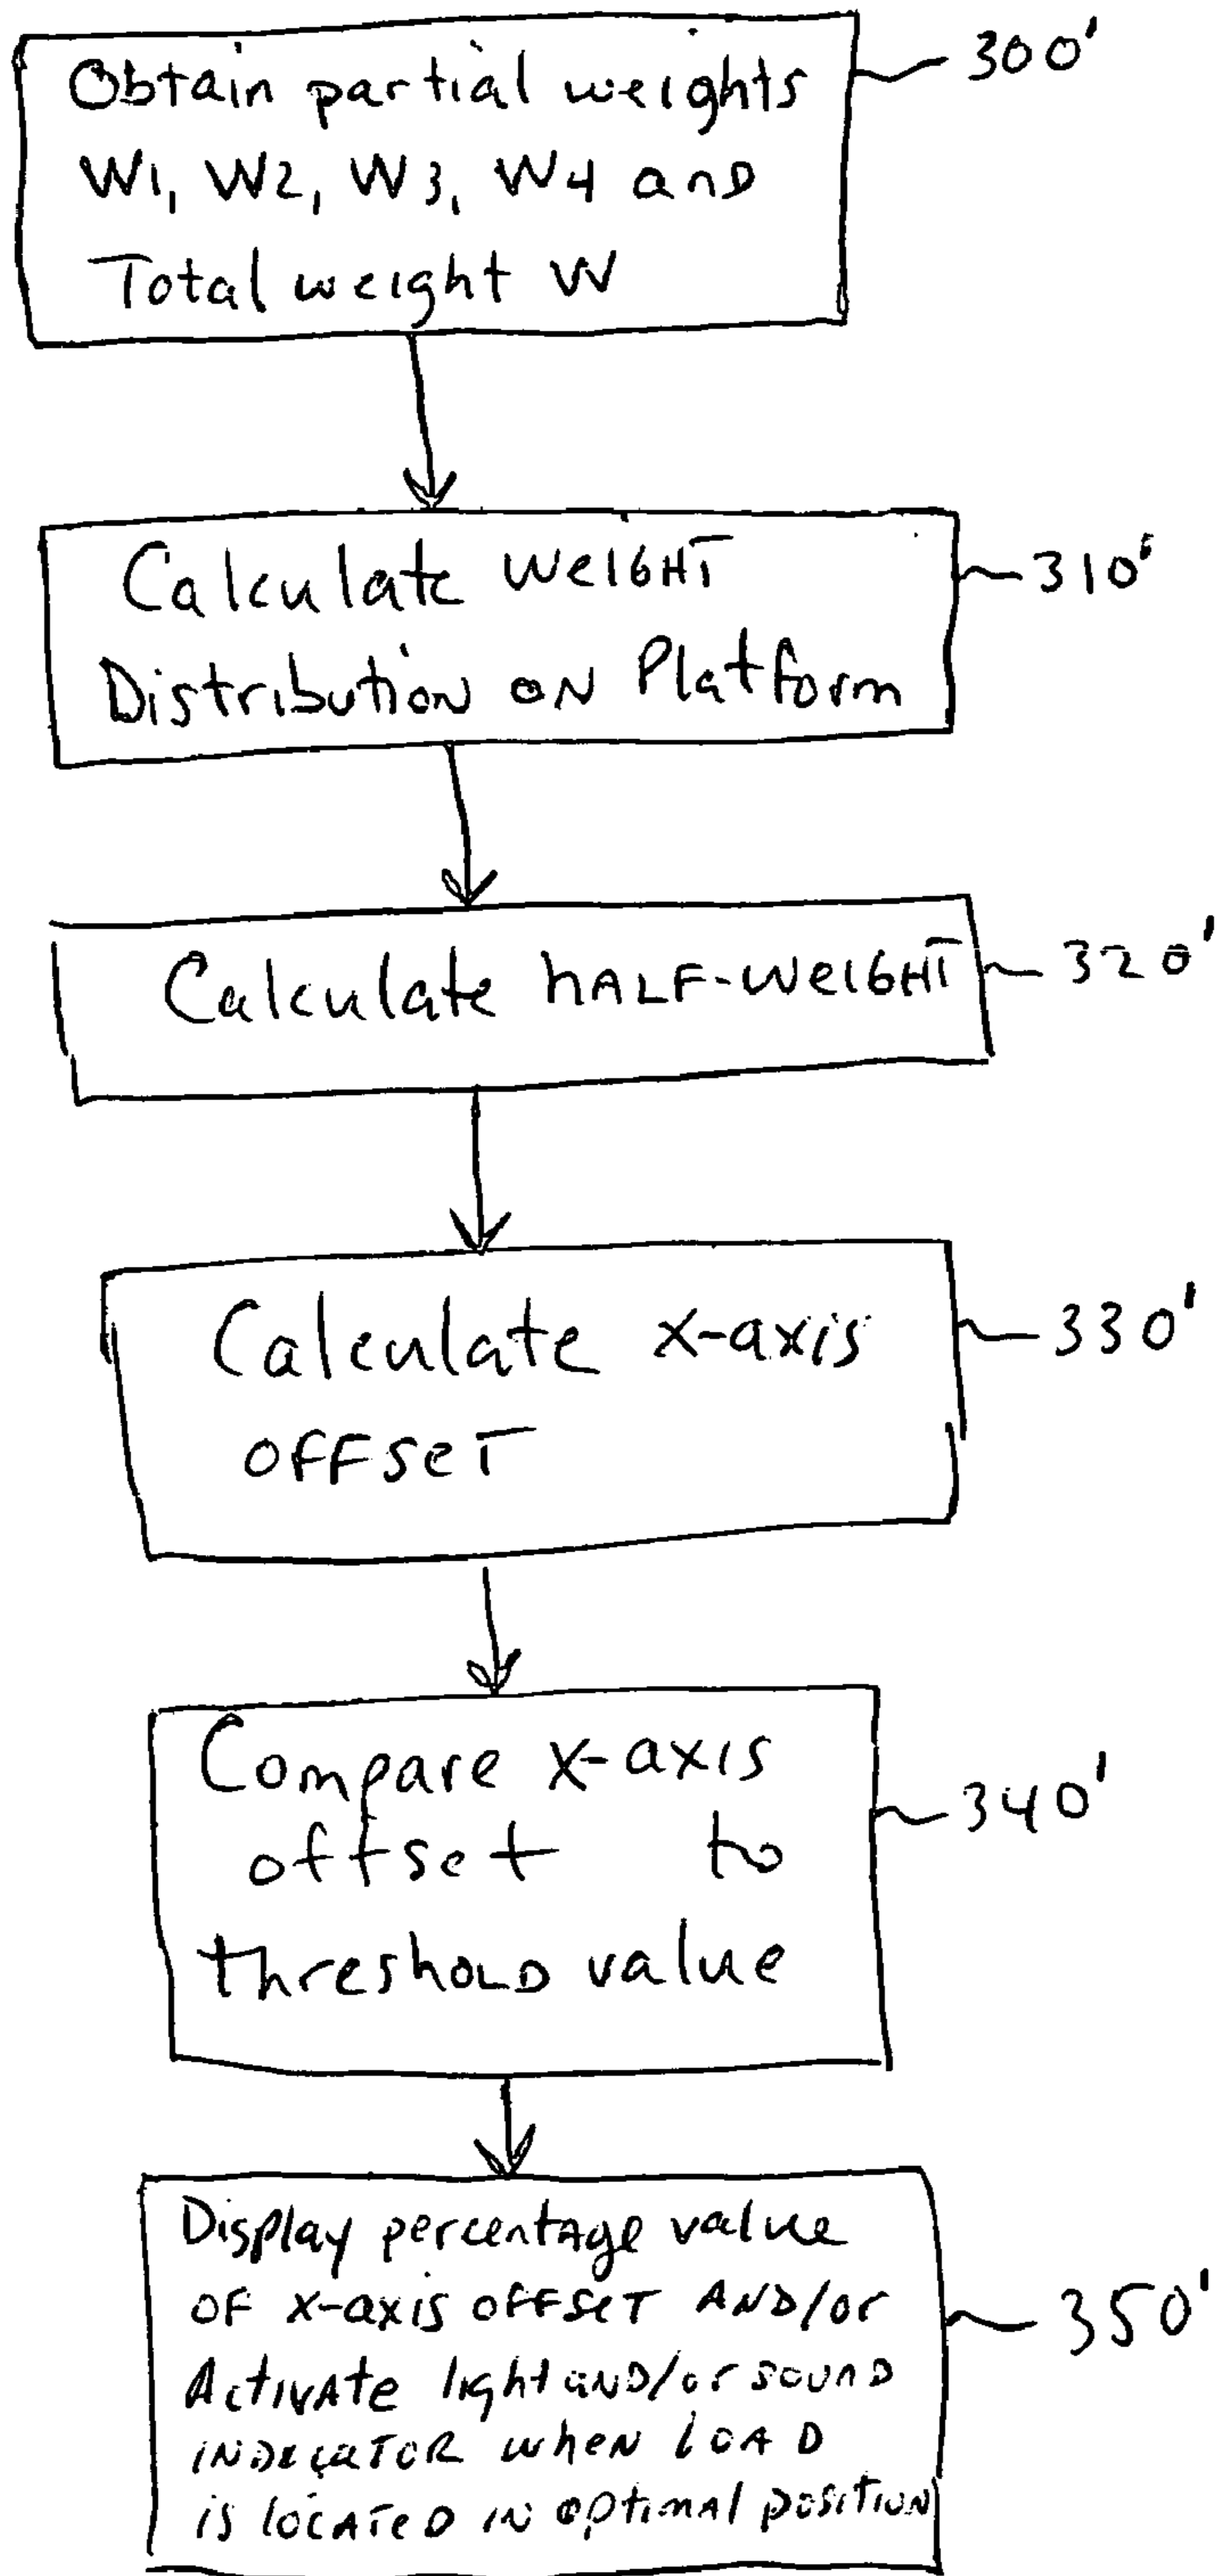 Obtain partial weights
W1, W2, W3, W4 and
Total weight W
300'
Calculate WeIGHT
Distribution ON Platform
310'
Calculate hALF-WeIGHT
320'
Calculate x-axis
OFFSeT
330'
Compare x-axis
offset to
threshOLD value
340'
Display percentAge value
OF x-axis OFFSeT AND/or
ActIvAte light aND/or sounD
INDIcaTOR wheN LOAD
is locATeD IN optimAl positioN
350'